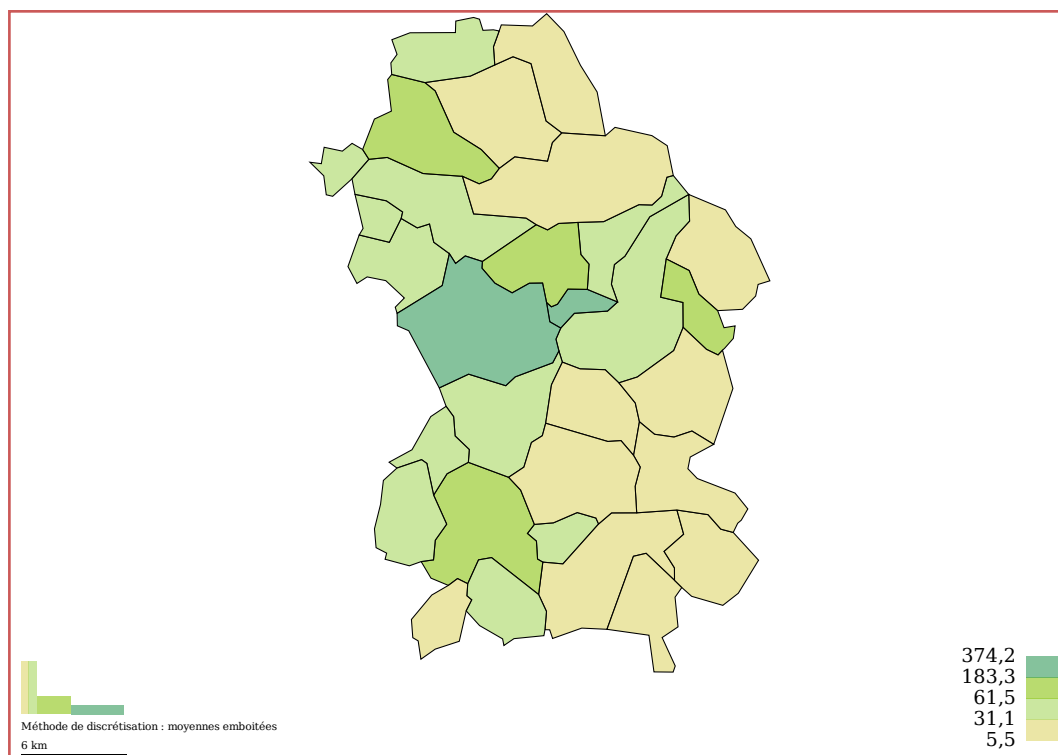 374,2
183,3
61,5
31,1
5,5
Méthode de discrétisation : moyennes emboitées
6 km